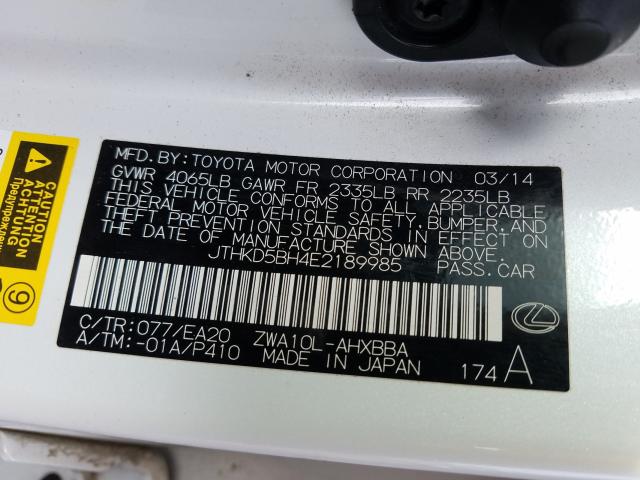 MFD.BY:TOYOTA MOTOR CORPORATION 03/14
GVWR 4065LB GAWR FR 2335LB RR 2235LB
THIS VEHICLE CONFORMS TO ALL APPLICABLE
FEDERAL MOTOR VEHICLE SAFETY,BUMPER,AND
THEFT PREVENTION STANDARDS IN EFFECT ON
THE DATE OF MANUFACTURE SHOWN ABOVE.
JTHKD5BH4E2189985 PASS.CAR
C/TR:077/EA20 ZWA10L-AHXBBA
A/TM:-01A/P410 MADE IN JAPAN
174 A
CAUTION
ATTENTION
ACHTUNG
9